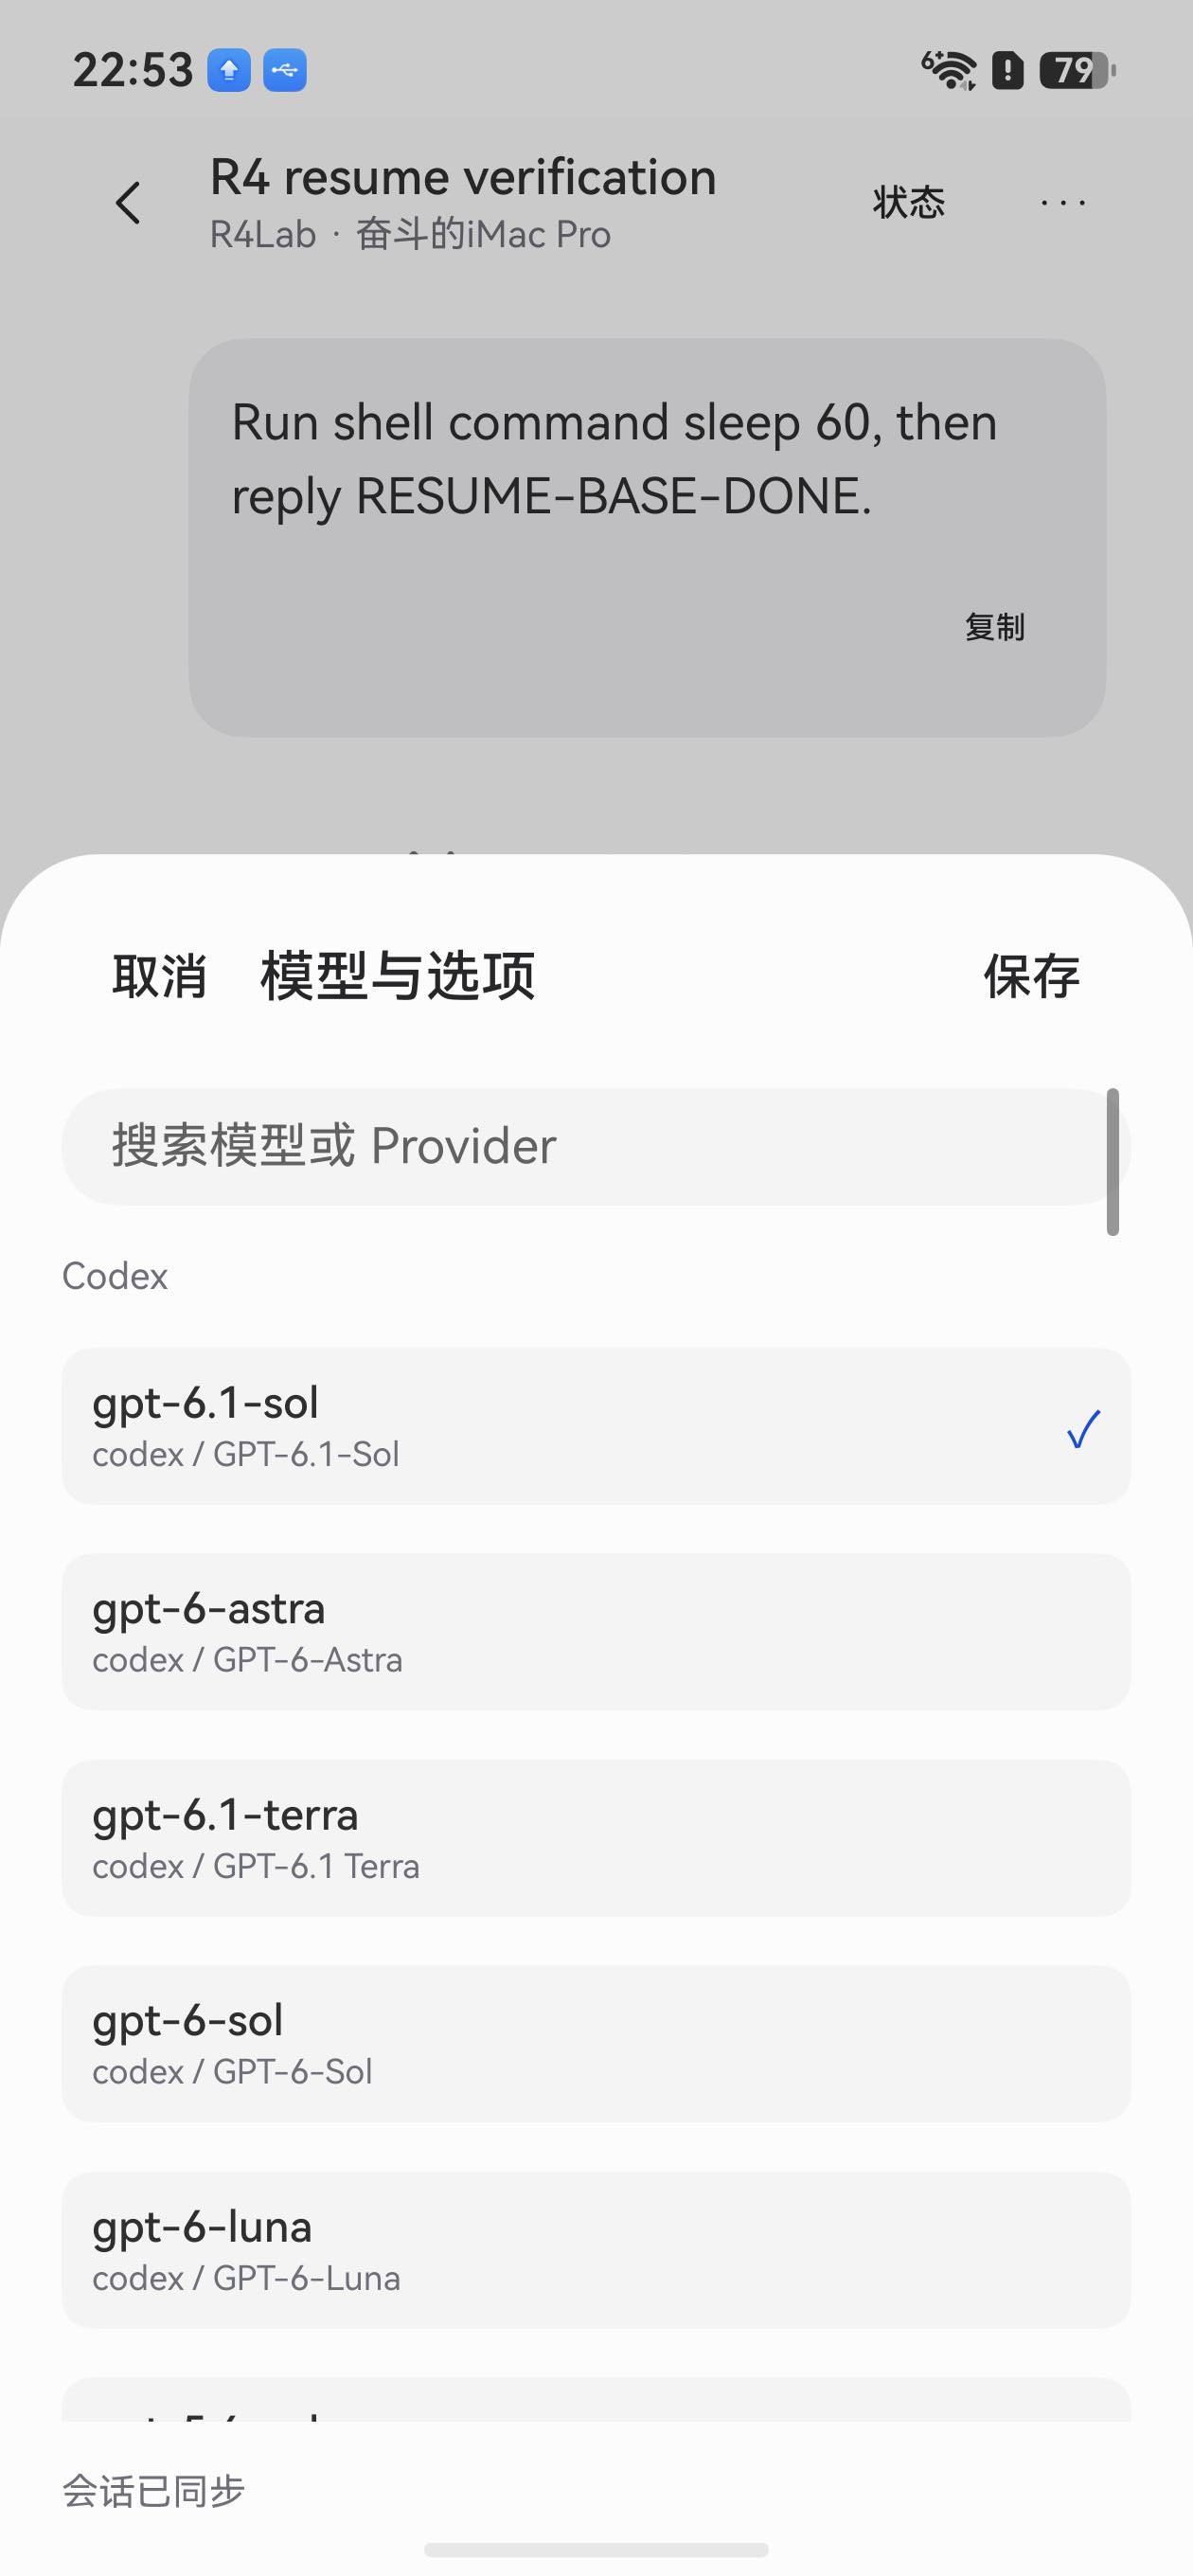 22:53
6+
79
R4 resume verification
R4Lab · 奋斗的iMac Pro
状态
Run shell command sleep 60, then
reply RESUME-BASE-DONE.
复制
取消 模型与选项 保存
搜索模型或 Provider
Codex
gpt-6.1-sol
codex / GPT-6.1-Sol
gpt-6-astra
codex / GPT-6-Astra
gpt-6.1-terra
codex / GPT-6.1 Terra
gpt-6-sol
codex / GPT-6-Sol
gpt-6-luna
codex / GPT-6-Luna
会话已同步